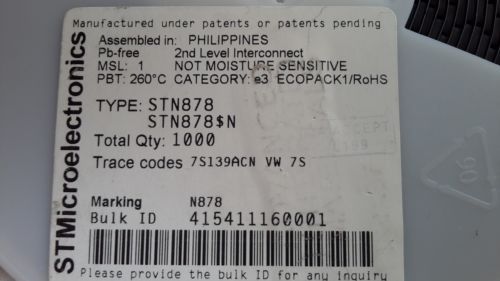 Manufactured under patents or patents pending
STMicroelectronics
Assembled in: PHILIPPINES
Pb-free 2nd Level Interconnect
MSL: 1 NOT MOISTURE SENSITIVE
PBT: 260°C CATEGORY: e3 ECOPACK1/RoHS
TYPE: STN878
STN878$N
Total Qty: 1000
Trace codes 7S139ACN VW 7S
Marking N878
Bulk ID 415411160001
Please provide the bulk ID for any inquiry
ACCEPT
06